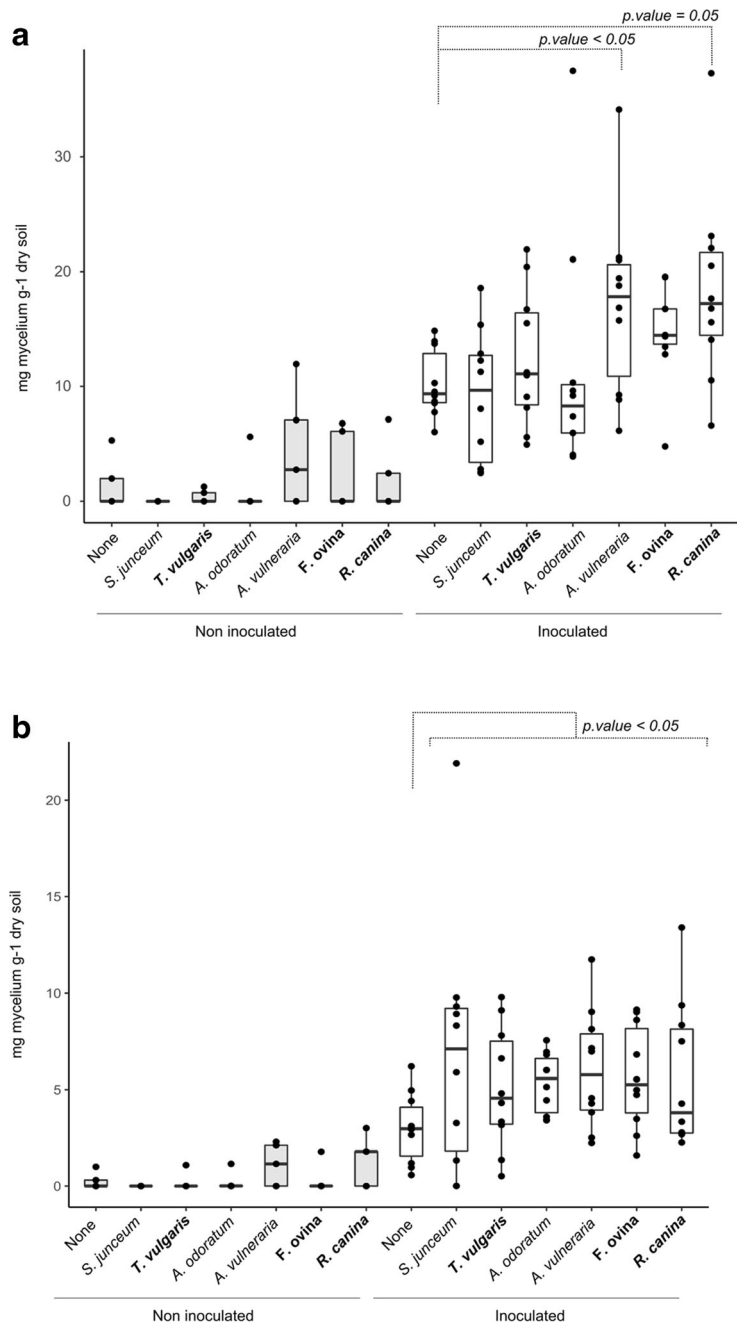 a
p.value = 0.05
p.value < 0.05
mg mycelium g-1 dry soil
30
20
10
0
None
S. junceum
T. vulgaris
A. odoratum
A. vulneraria
F. ovina
R. canina
None
S. junceum
T. vulgaris
A. odoratum
A. vulneraria
F. ovina
R. canina
Non inoculated
Inoculated
b
p.value < 0.05
mg mycelium g-1 dry soil
20
15
10
5
0
None
S. junceum
T. vulgaris
A. odoratum
A. vulneraria
F. ovina
R. canina
None
S. junceum
T. vulgaris
A. odoratum
A. vulneraria
F. ovina
R. canina
Non inoculated
Inoculated